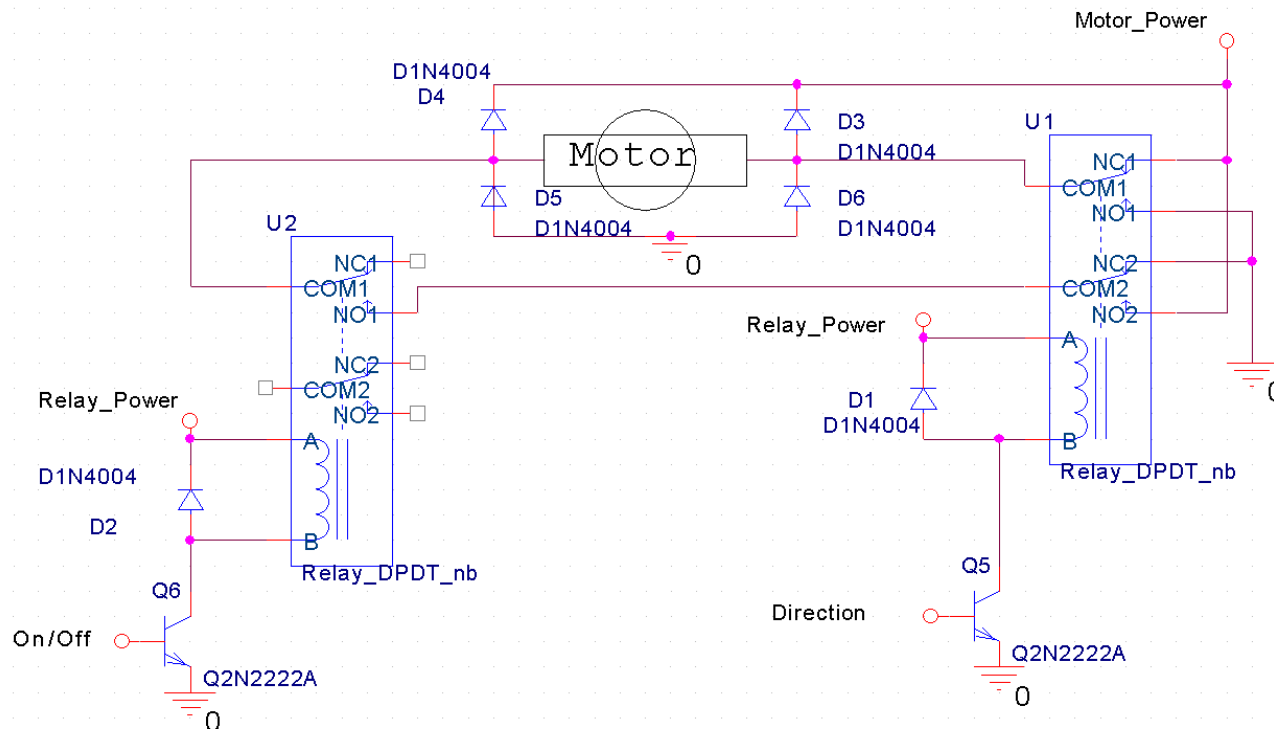 Motor_Power
D1N4004
D4
D3
D1N4004
U1
Motor
NC1
COM1
NO1
D5
D1N4004
D6
D1N4004
U2
0
NC1
COM1
NO1
NC2
COM2
NO2
Relay_Power
A
B
D1
D1N4004
0
Relay_DPDT_nb
NC2
COM2
NO2
Relay_Power
A
B
D1N4004
D2
Relay_DPDT_nb
Q6
On/Off
Q2N2222A
0
Q5
Direction
Q2N2222A
0